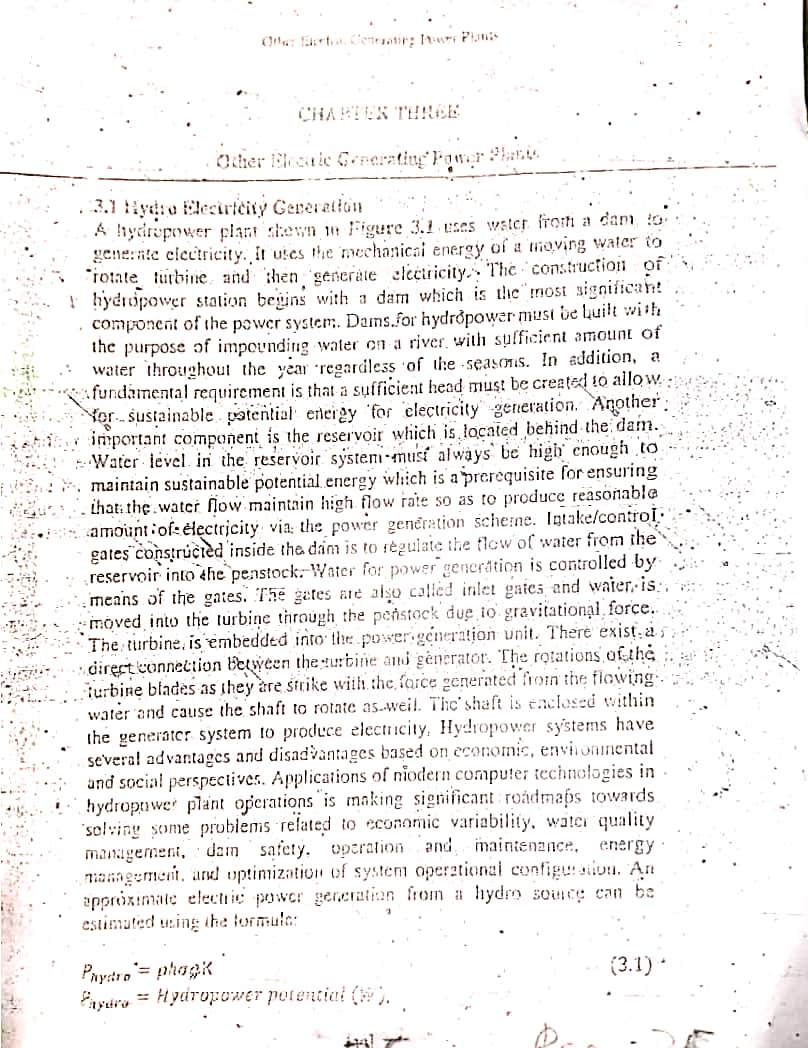 Other Electric Generating Power Plants
CHAPTER THREE
Other Electric Generating Power Plants
3.1 Hydro Electricity Generation
A hydropower plant shown in Figure 3.1 uses water from a dam to
generate electricity. It uses the mechanical energy of a moving water to
rotate turbine and then generate electricity. The construction of
hydropower station begins with a dam which is the most significant
component of the power system. Dams for hydropower must be built with
the purpose of impounding water on a river with sufficient amount of
water throughout the year regardless of the seasons. In addition, a
fundamental requirement is that a sufficient head must be created to allow
for sustainable potential energy for electricity generation. Another
important component is the reservoir which is located behind the dam.
Water level in the reservoir system must always be high enough to
maintain sustainable potential energy which is a prerequisite for ensuring
that the water flow maintain high flow rate so as to produce reasonable
amount of electricity via the power generation scheme. Intake/control
gates constructed inside the dam is to regulate the flow of water from the
reservoir into the penstock. Water for power generation is controlled by
means of the gates. The gates are also called inlet gates and water is
moved into the turbine through the penstock due to gravitational force.
The turbine is embedded into the power generation unit. There exist a
direct connection between the turbine and generator. The rotations of the
turbine blades as they are strike with the force generated from the flowing
water and cause the shaft to rotate as well. The shaft is enclosed within
the generater system to produce electricity, Hydropower systems have
several advantages and disadvantages based on economic, environmental
and social perspectives. Applications of modern computer technologies in
hydropower plant operations is making significant roadmaps towards
solving some problems related to economic variability, water quality
management, dam safety, operation and maintenance, energy
management, and optimization of system operational configuration. An
approximate electric power generation from a hydro source can be
estimated using the formula:
P_hydro = phagK (3.1)
P_hydro = Hydropower potential (W),